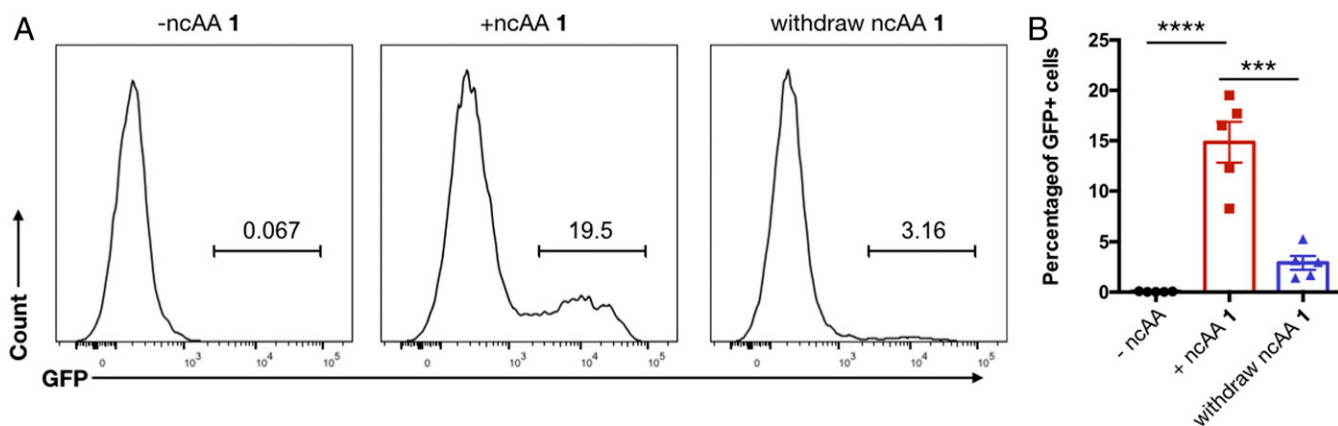 A
-ncAA 1
+ncAA 1
withdraw ncAA 1
0.067
19.5
3.16
Count
0 10³ 10⁴ 10⁵
0 10³ 10⁴ 10⁵
0 10³ 10⁴ 10⁵
GFP
B
****
***
Percentageof GFP+ cells
25
20
15
10
5
0
- ncAA
+ ncAA 1
withdraw ncAA 1